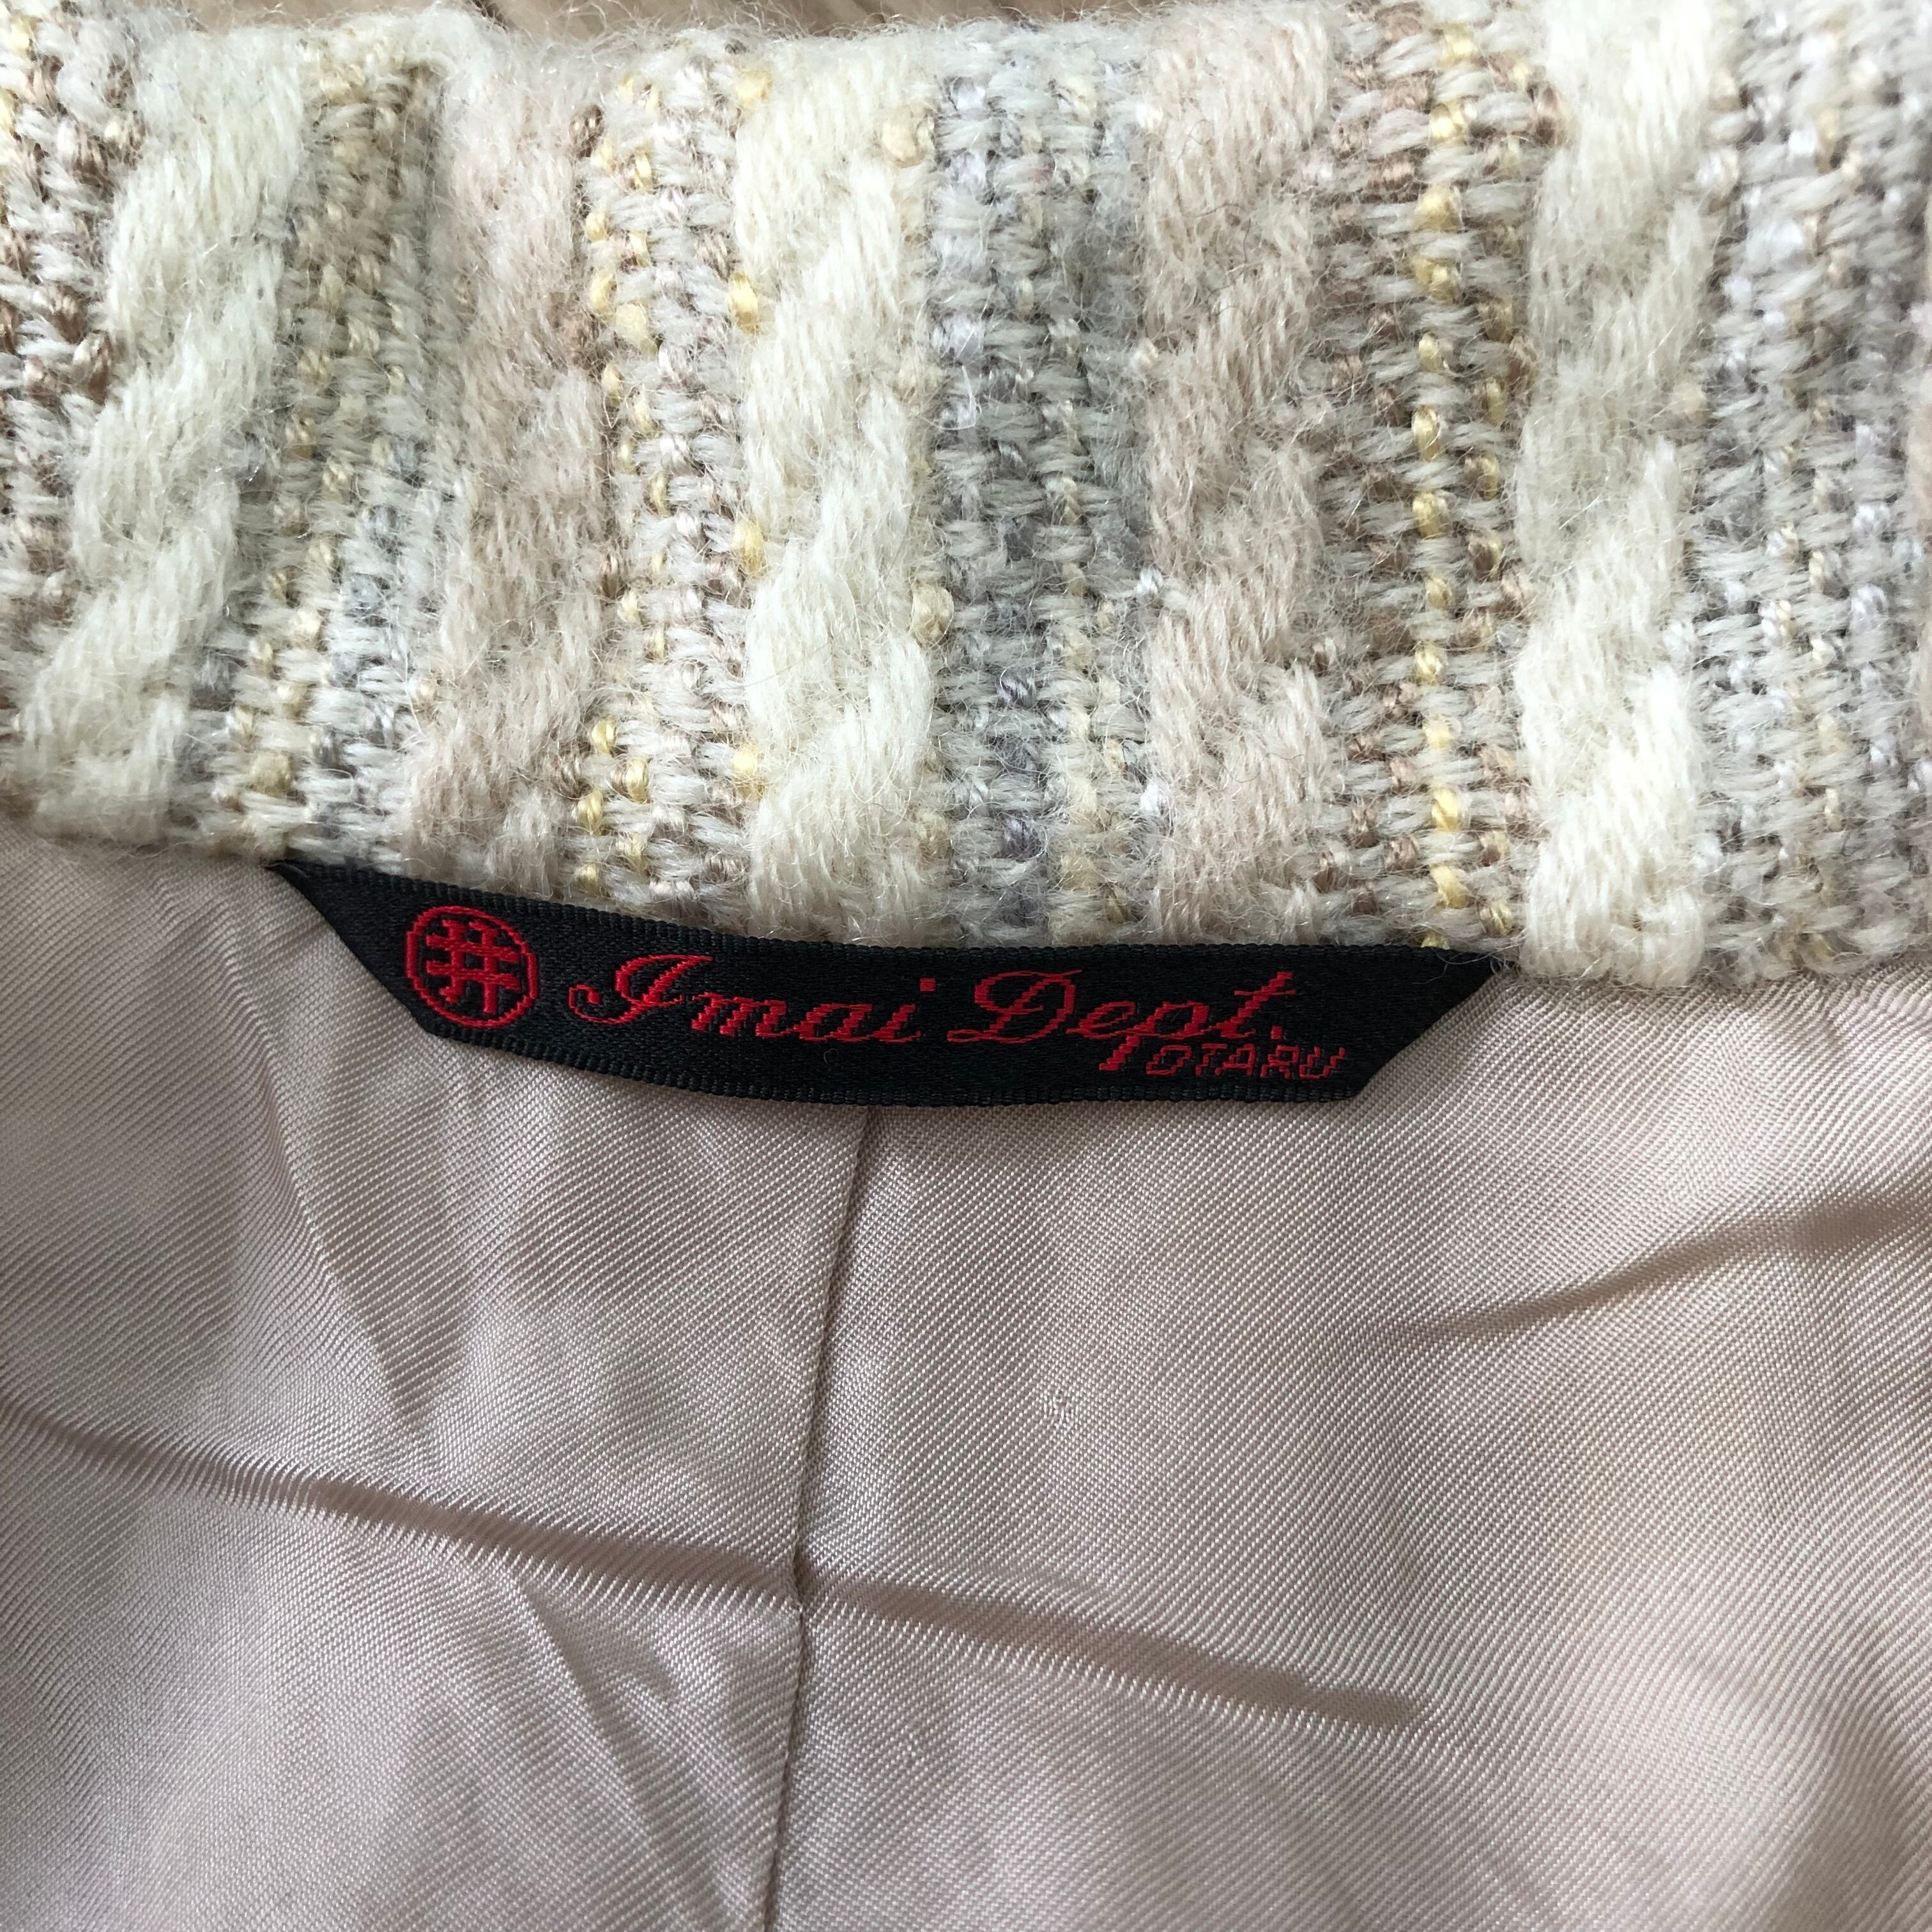 井 Imai Dept.
OTARU